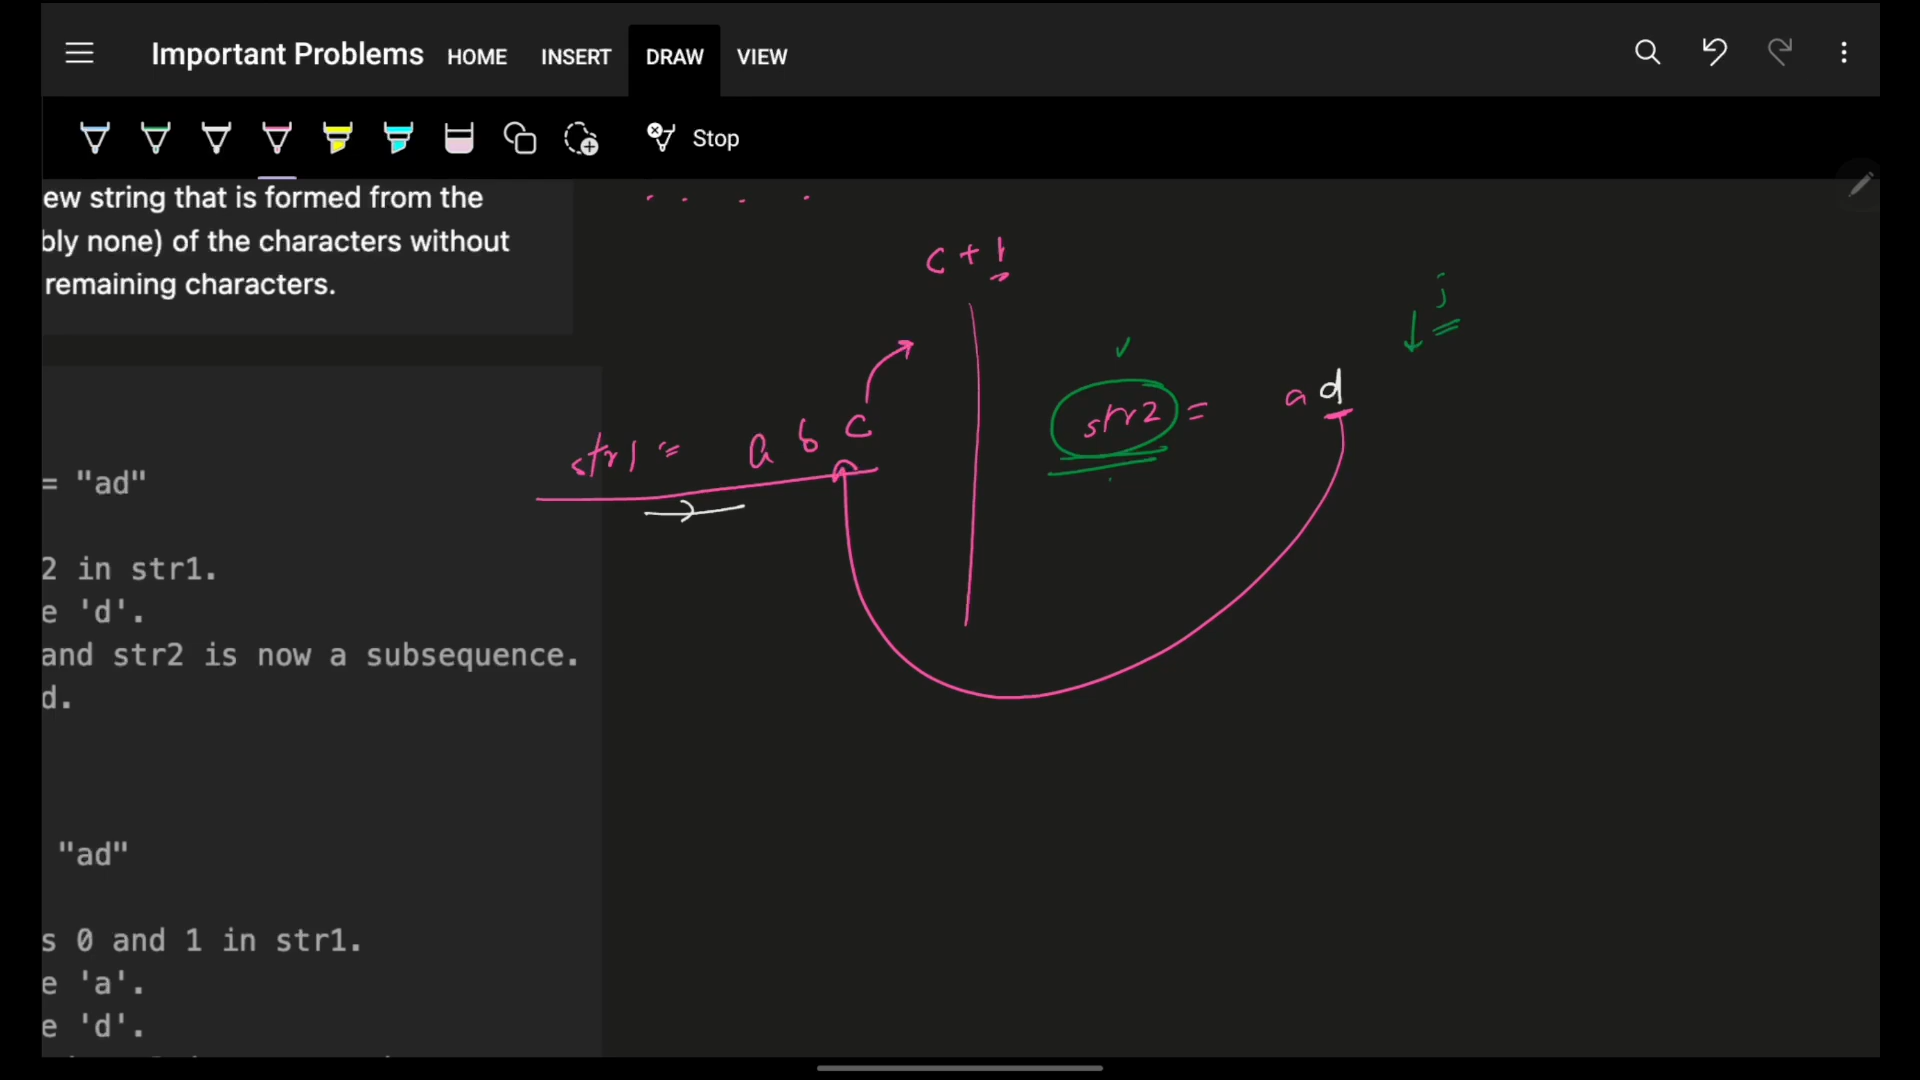 Important Problems HOME INSERT DRAW VIEW
Stop
ew string that is formed from the
bly none) of the characters without
remaining characters.
c + 1
j
str1 = a b c
str2 = a d
= "ad"
2 in str1.
e 'd'.
and str2 is now a subsequence.
d.
"ad"
s 0 and 1 in str1.
e 'a'.
e 'd'.